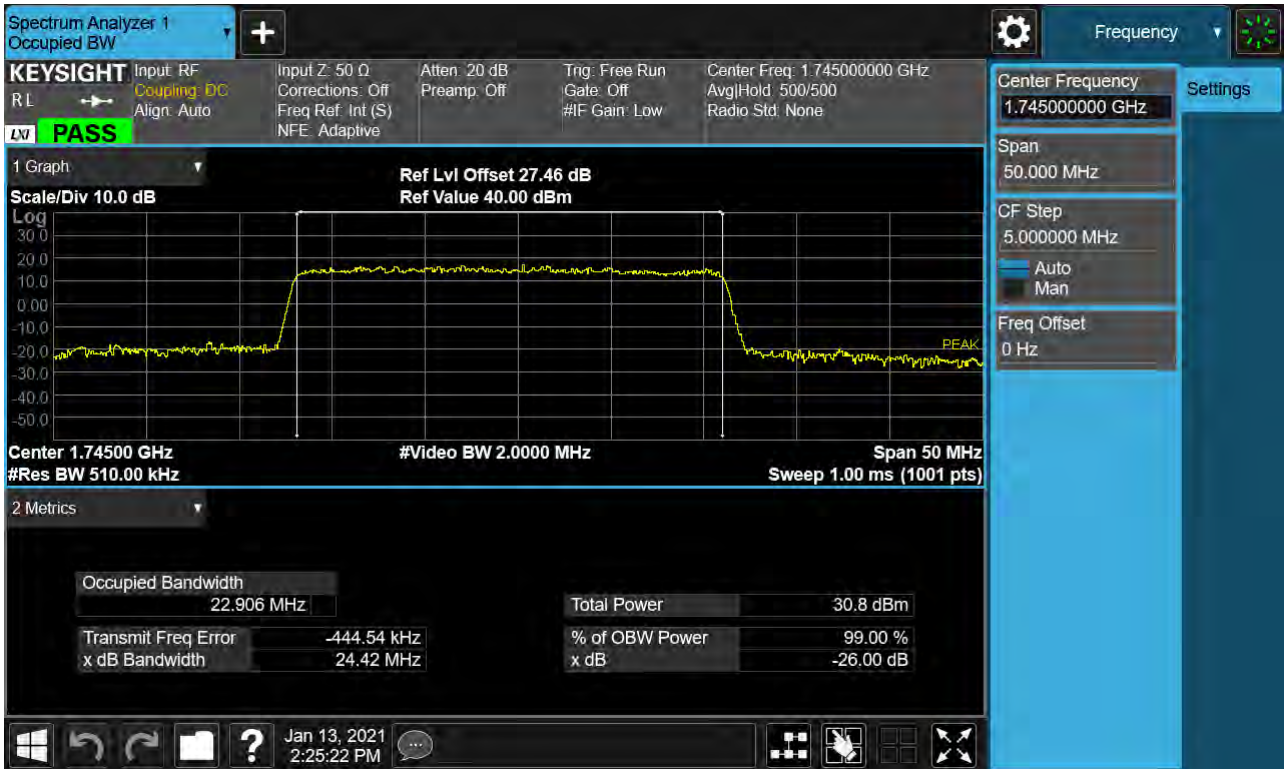 Spectrum Analyzer 1
Occupied BW
+
Frequency
KEYSIGHT
R L
LXI
PASS
Input: RF
Coupling: DC
Align: Auto
Input Z: 50 Ω
Corrections: Off
Freq Ref: Int (S)
NFE: Adaptive
Atten: 20 dB
Preamp: Off
Trig: Free Run
Gate: Off
#IF Gain: Low
Center Freq: 1.745000000 GHz
Avg|Hold: 500/500
Radio Std: None
Center Frequency
1.745000000 GHz
Settings
Span
50.000 MHz
CF Step
5.000000 MHz
Auto
Man
Freq Offset
0 Hz
1 Graph
Scale/Div 10.0 dB
Ref Lvl Offset 27.46 dB
Ref Value 40.00 dBm
Log
30.0
20.0
10.0
0.00
-10.0
-20.0
-30.0
-40.0
-50.0
PEAK
Center 1.74500 GHz
#Video BW 2.0000 MHz
Span 50 MHz
#Res BW 510.00 kHz
Sweep 1.00 ms (1001 pts)
2 Metrics
Occupied Bandwidth
22.906 MHz
Total Power 30.8 dBm
Transmit Freq Error -444.54 kHz
% of OBW Power 99.00 %
x dB Bandwidth 24.42 MHz
x dB -26.00 dB
?
Jan 13, 2021
2:25:22 PM